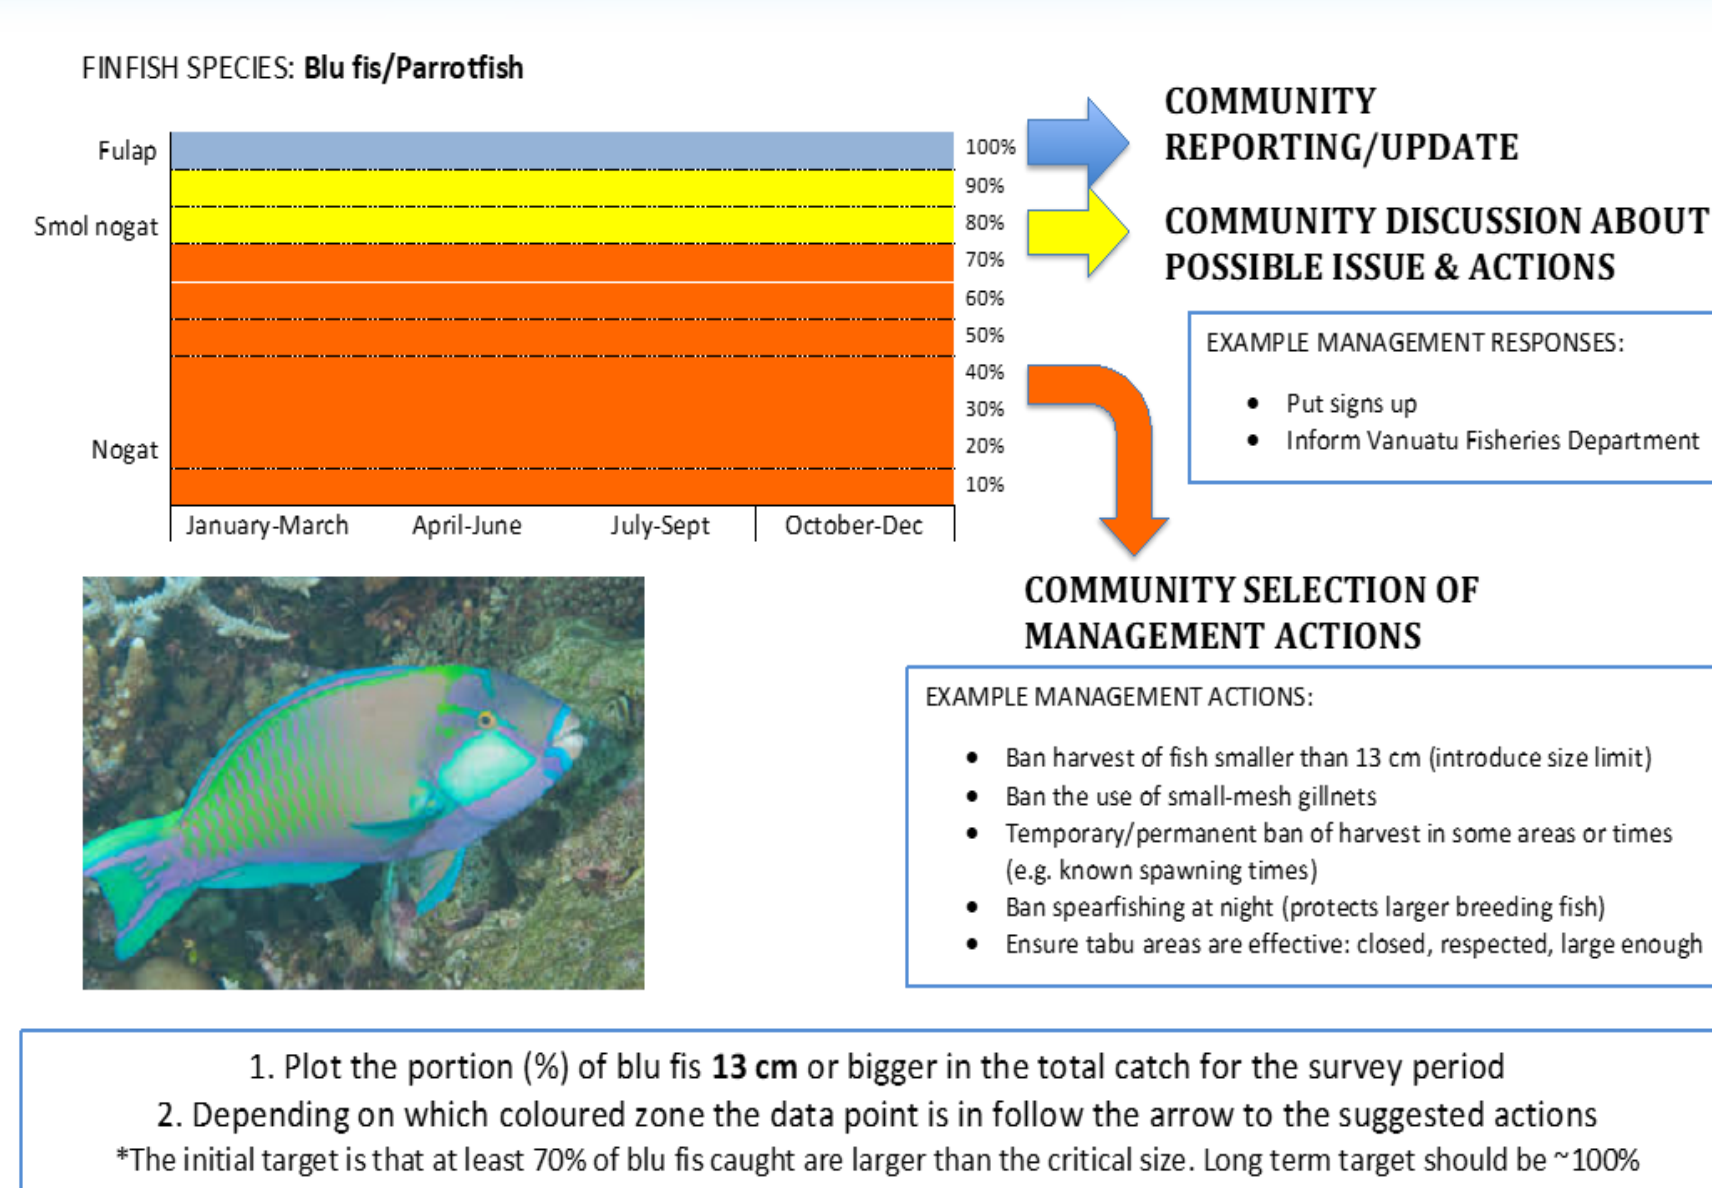 FINFISH SPECIES: Blu fis/Parrotfish
Fulap
Smol nogat
Nogat
100%
90%
80%
70%
60%
50%
40%
30%
20%
10%
January-March April-June July-Sept October-Dec
COMMUNITY
REPORTING/UPDATE
COMMUNITY DISCUSSION ABOUT
POSSIBLE ISSUE & ACTIONS
EXAMPLE MANAGEMENT RESPONSES:
• Put signs up
• Inform Vanuatu Fisheries Department
COMMUNITY SELECTION OF
MANAGEMENT ACTIONS
EXAMPLE MANAGEMENT ACTIONS:
• Ban harvest of fish smaller than 13 cm (introduce size limit)
• Ban the use of small-mesh gillnets
• Temporary/permanent ban of harvest in some areas or times
(e.g. known spawning times)
• Ban spearfishing at night (protects larger breeding fish)
• Ensure tabu areas are effective: closed, respected, large enough
1. Plot the portion (%) of blu fis 13 cm or bigger in the total catch for the survey period
2. Depending on which coloured zone the data point is in follow the arrow to the suggested actions
*The initial target is that at least 70% of blu fis caught are larger than the critical size. Long term target should be ~100%